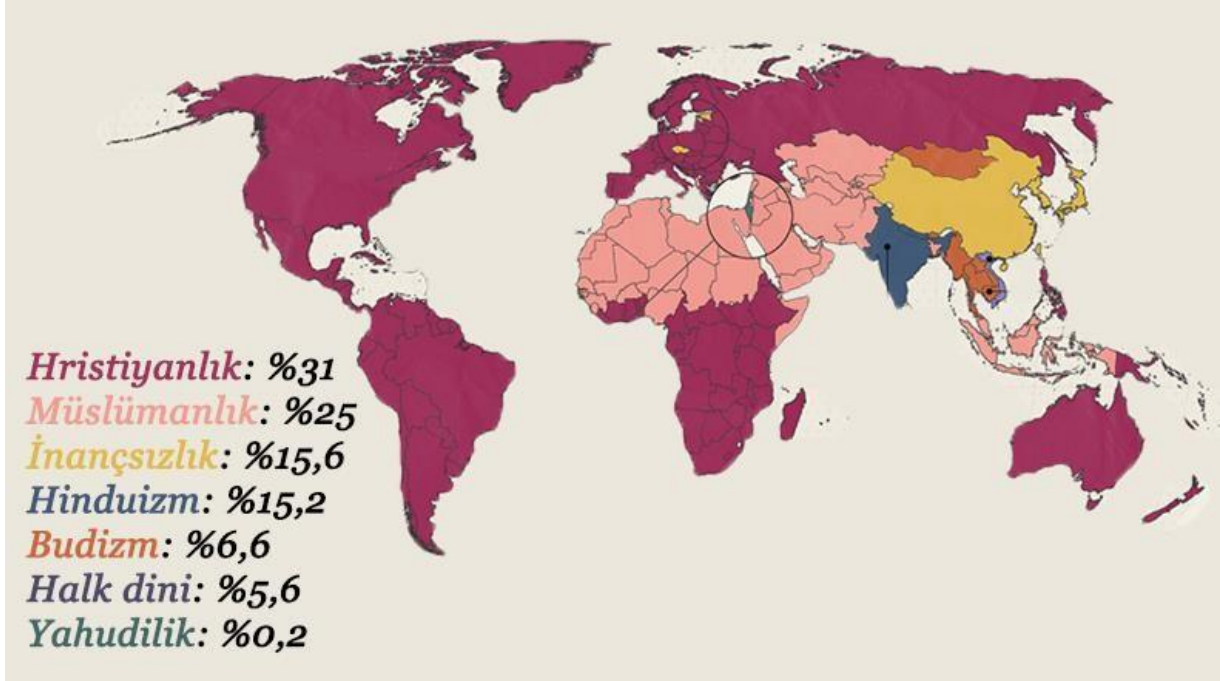 Hristiyanlık: %31
Müslümanlık: %25
İnançsızlık: %15,6
Hinduizm: %15,2
Budizm: %6,6
Halk dini: %5,6
Yahudilik: %0,2